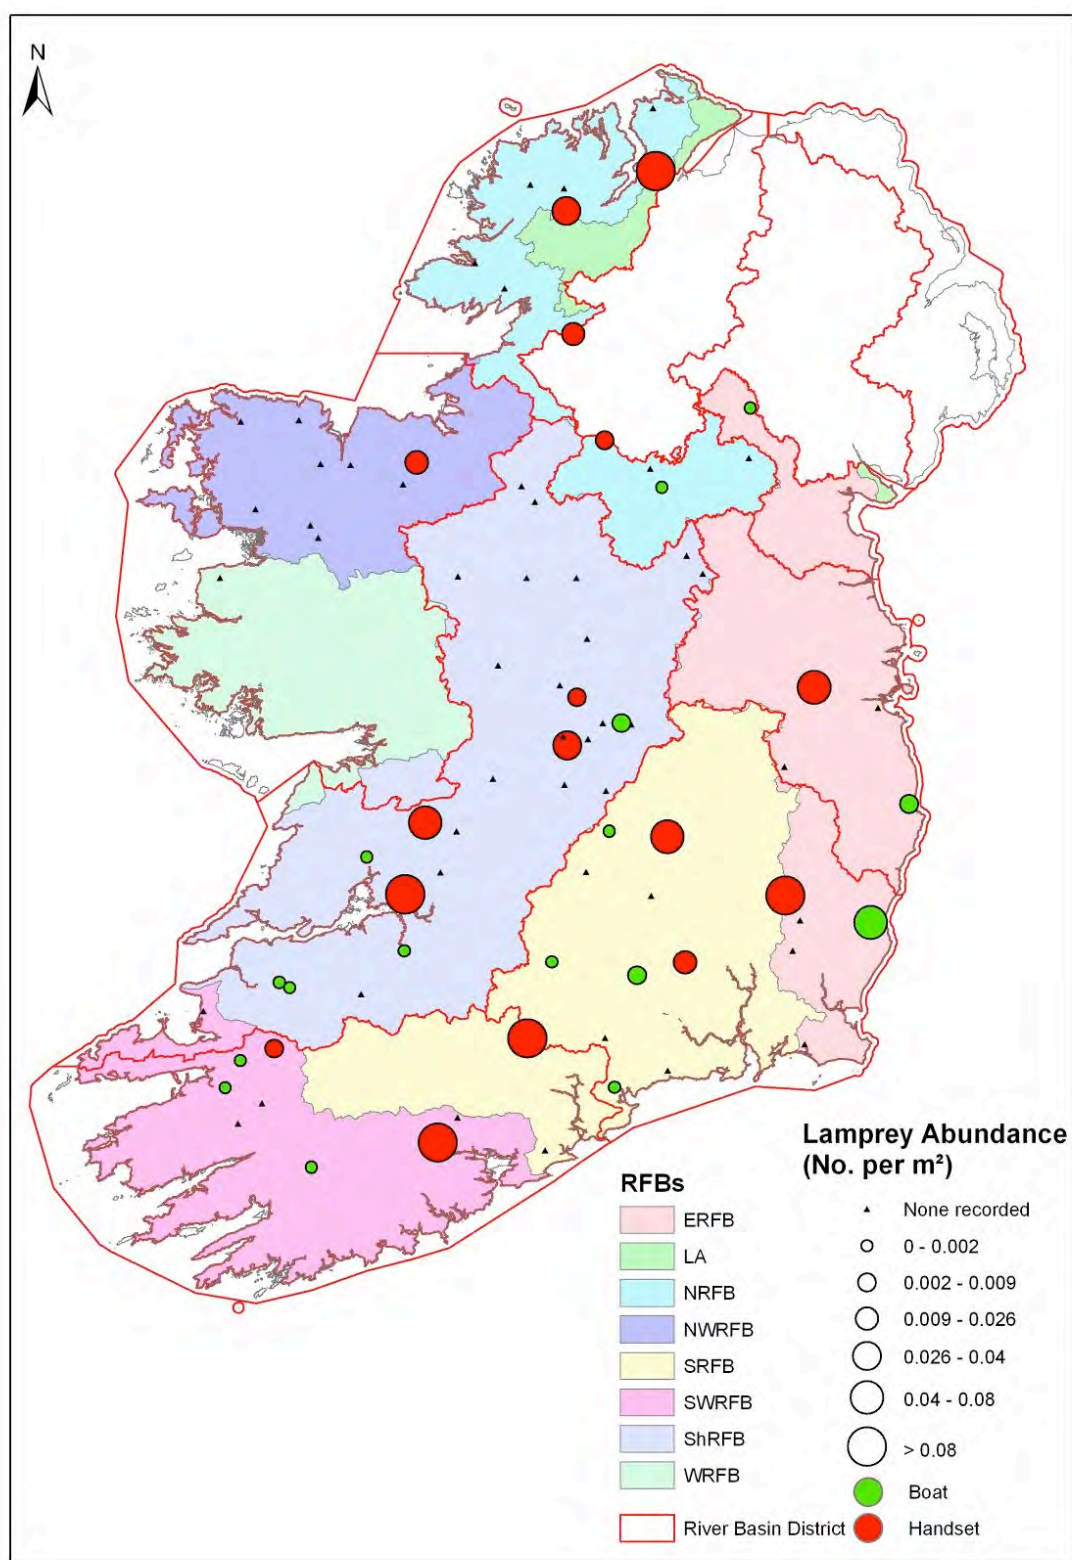 N
Lamprey Abundance
(No. per m²)
RFBs
ERFB
LA
NRFB
NWRFB
SRFB
SWRFB
ShRFB
WRFB
River Basin District
None recorded
0 - 0.002
0.002 - 0.009
0.009 - 0.026
0.026 - 0.04
0.04 - 0.08
> 0.08
Boat
Handset